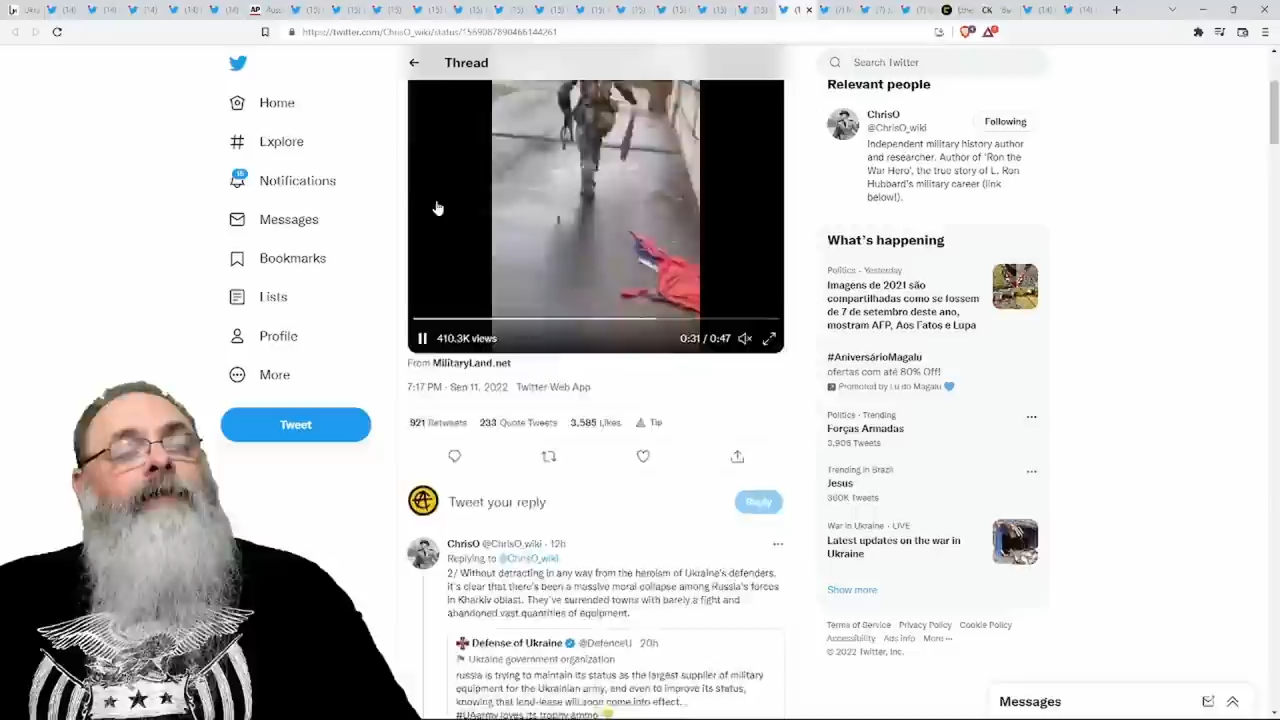 https://twitter.com/ChrisO_wiki/status/1569087890466144261
Home
Explore
Notifications
Messages
Bookmarks
Lists
Profile
More
Tweet
Thread
410.3K views
0:31 / 0:47
From MilitaryLand.net
7:17 PM · Sep 11, 2022 Twitter Web App
921 Retweets 233 Quote Tweets 3,585 Likes Tip
Tweet your reply
Reply
ChrisO @ChrisO_wiki · 12h
Replying to @ChrisO_wiki
2/ Without detracting in any way from the heroism of Ukraine's defenders,
it's clear that there's been a massive moral collapse among Russia's forces
in Kharkiv oblast. They've surrended towns with barely a fight and
abandoned vast quantities of equipment.
Defense of Ukraine @DefenceU 20h
Ukraine government organization
russia is trying to maintain its status as the largest supplier of military
equipment for the Ukrainian army, and even to improve its status,
knowing that lend-lease will soon come into effect...
#UAarmy loves its trophy ammo
Search Twitter
Relevant people
ChrisO
@ChrisO_wiki
Following
Independent military history author
and researcher. Author of 'Ron the
War Hero', the true story of L. Ron
Hubbard's military career (link
below!).
What's happening
Politics · Yesterday
Imagens de 2021 são
compartilhadas como se fossem
de 7 de setembro deste ano,
mostram AFP, Aos Fatos e Lupa
#AniversárioMagalu
ofertas com até 80% Off!
Promoted by Lu do Magalu
Politics · Trending
Forças Armadas
3,906 Tweets
Trending in Brazil
Jesus
360K Tweets
War in Ukraine · LIVE
Latest updates on the war in
Ukraine
Show more
Terms of Service Privacy Policy Cookie Policy
Accessibility Ads info More ···
© 2022 Twitter, Inc.
Messages